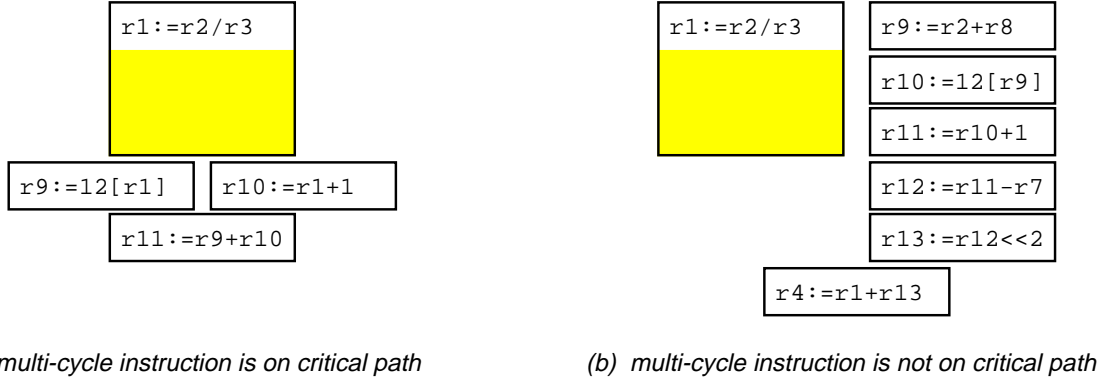 r1:=r2/r3
r9:=12[r1]
r10:=r1+1
r11:=r9+r10
multi-cycle instruction is on critical path
r1:=r2/r3
r9:=r2+r8
r10:=12[r9]
r11:=r10+1
r12:=r11-r7
r13:=r12<<2
r4:=r1+r13
(b) multi-cycle instruction is not on critical path